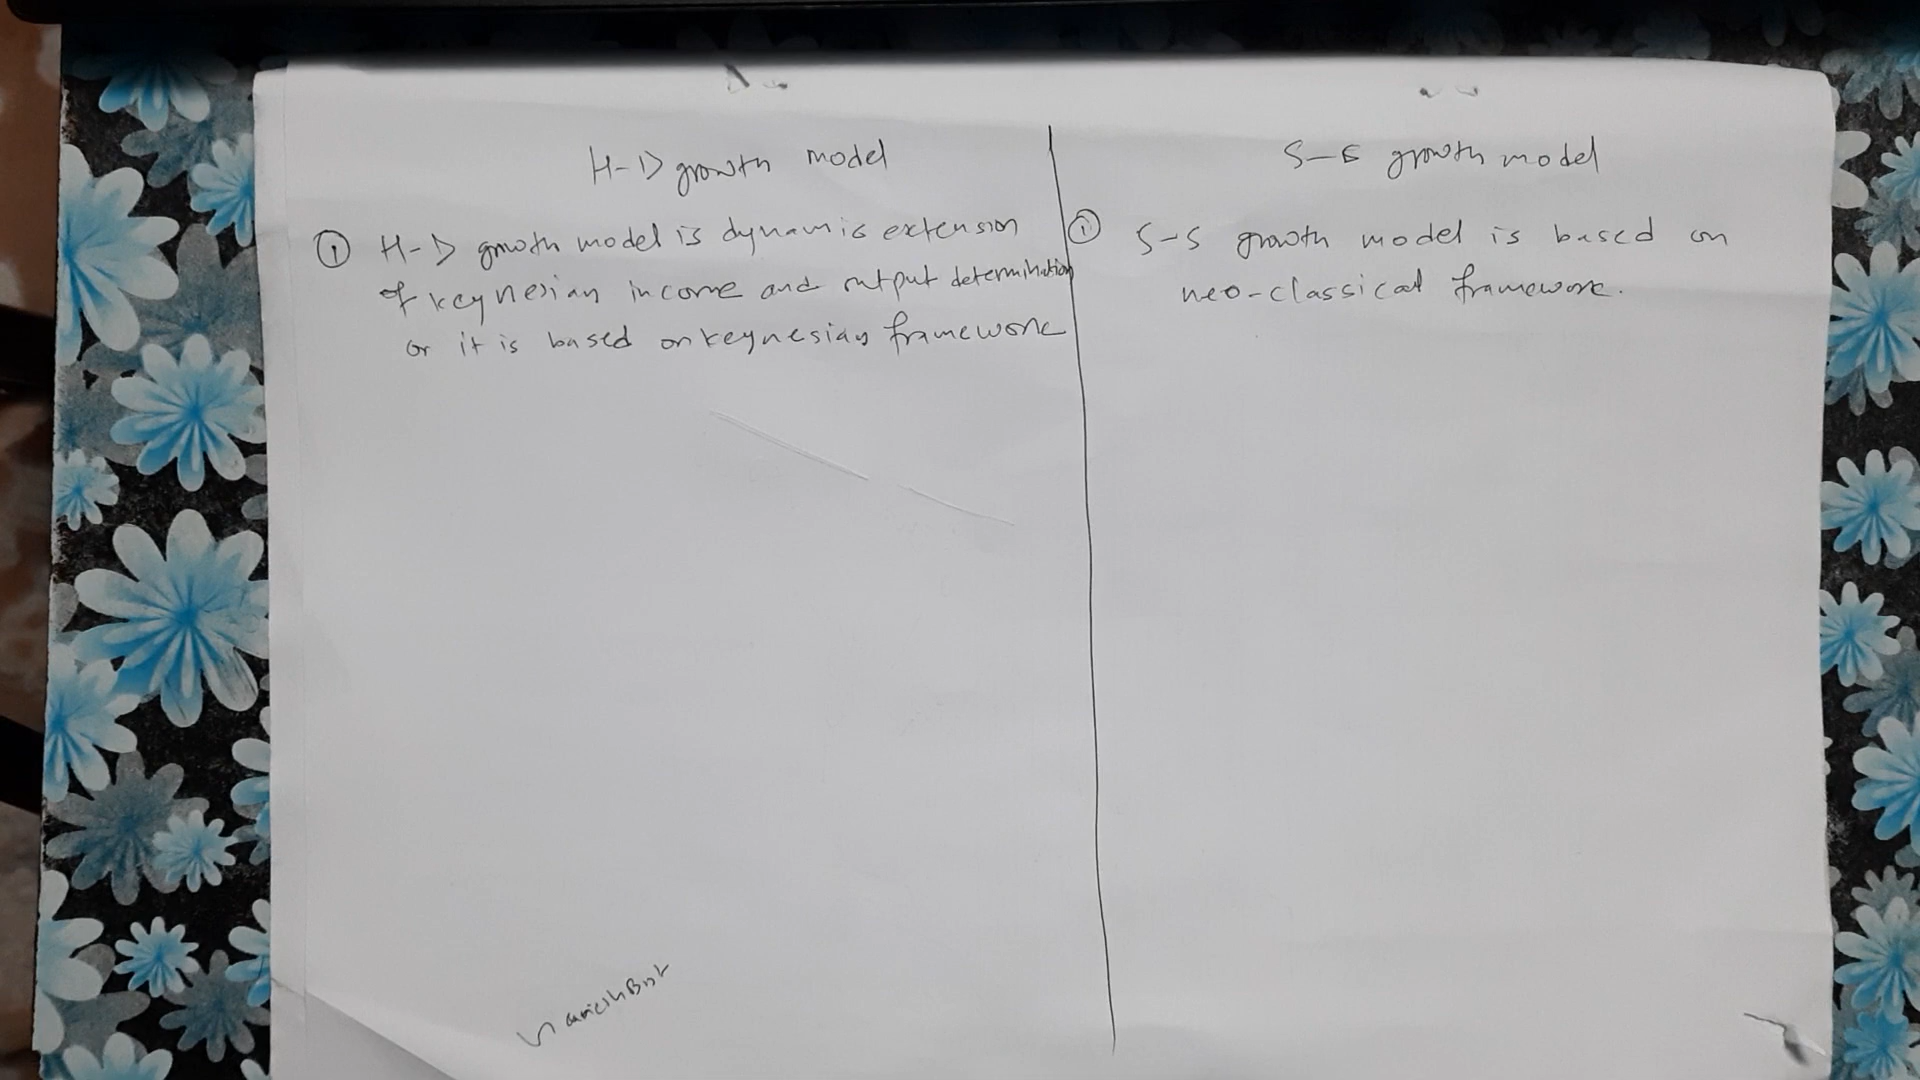 H-D growth model
① H-D growth model is dynamic extension
of keynesian income and output determination
or it is based on keynesian framework
S-S growth model
① S-S growth model is based on
neo-classical framework.